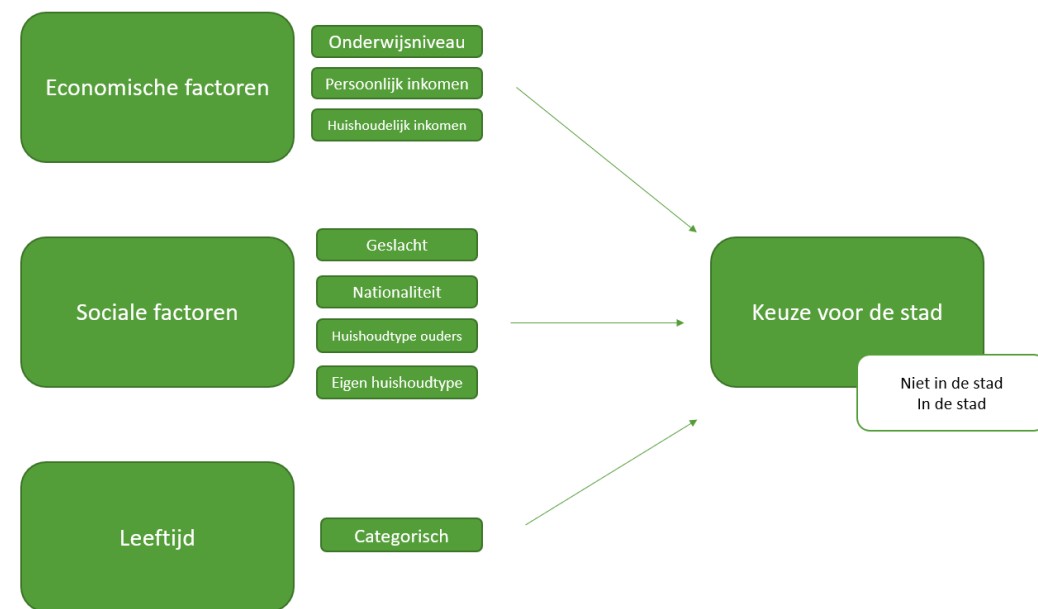 Economische factoren
Onderwijsniveau
Persoonlijk inkomen
Huishoudelijk inkomen
Sociale factoren
Geslacht
Nationaliteit
Huishoudtype ouders
Eigen huishoudtype
Keuze voor de stad
Niet in de stad
In de stad
Leeftijd
Categorisch